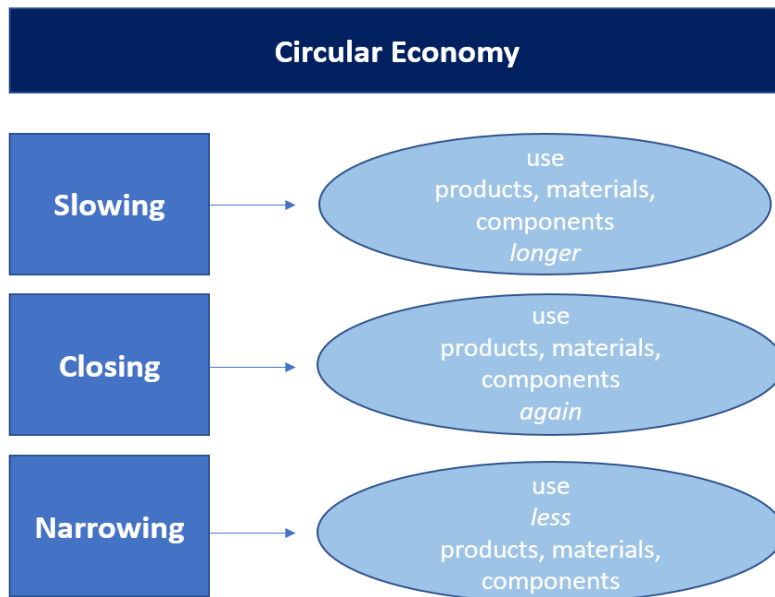 Circular Economy
Slowing
use
products, materials,
components
longer
Closing
use
products, materials,
components
again
Narrowing
use
less
products, materials,
components